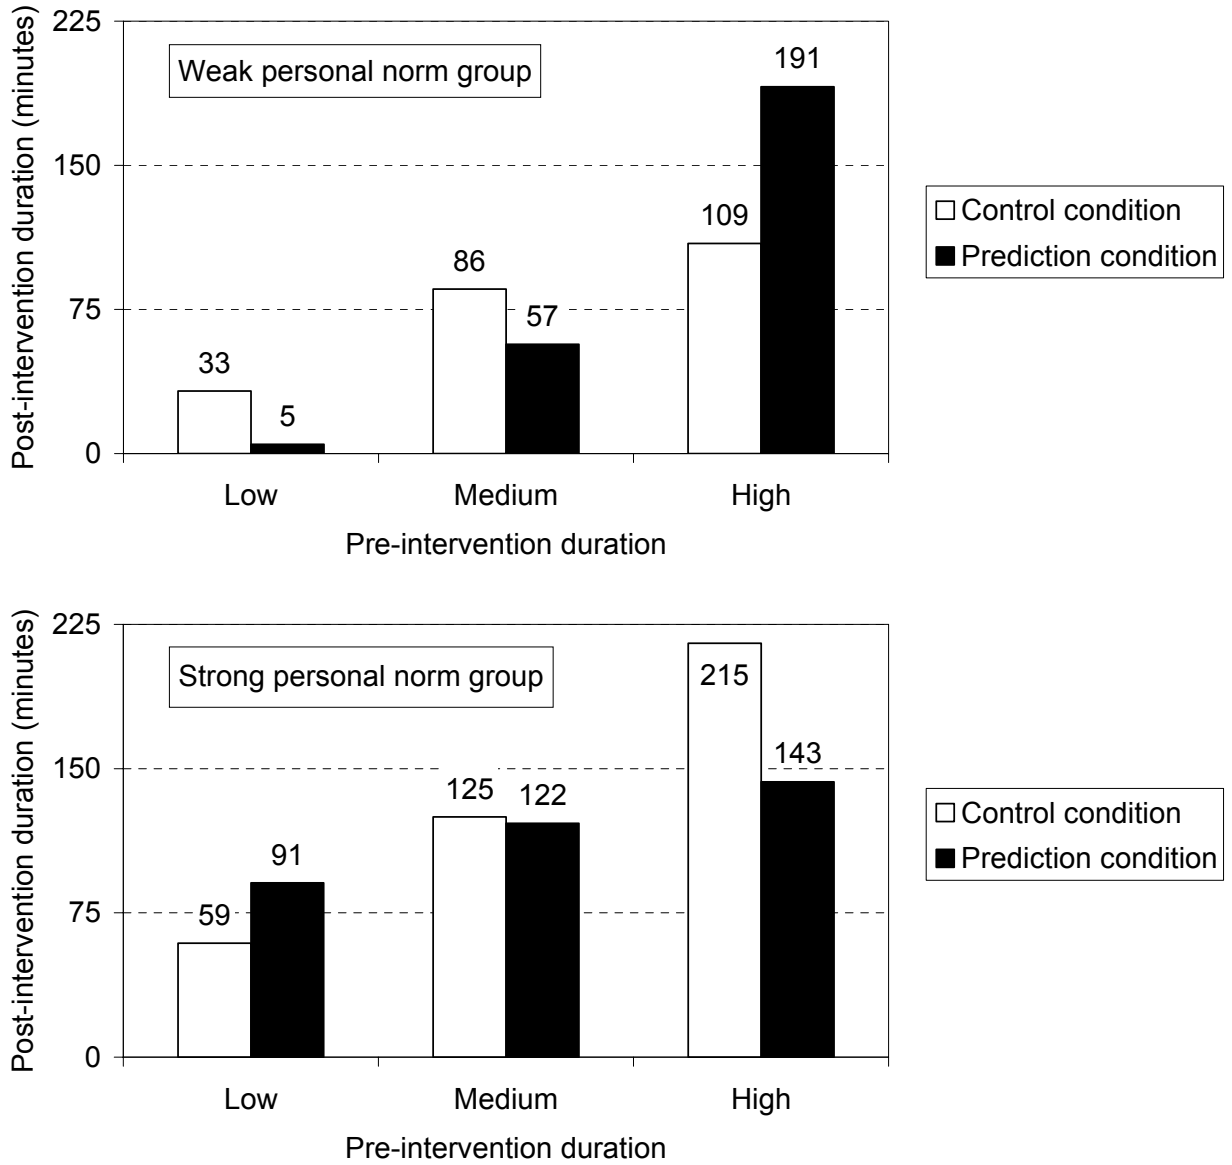 Post-intervention duration (minutes)
225
150
75
0
Weak personal norm group
33
5
86
57
109
191
Low
Medium
High
Pre-intervention duration
Control condition
Prediction condition
Post-intervention duration (minutes)
225
150
75
0
Strong personal norm group
59
91
125
122
215
143
Low
Medium
High
Pre-intervention duration
Control condition
Prediction condition